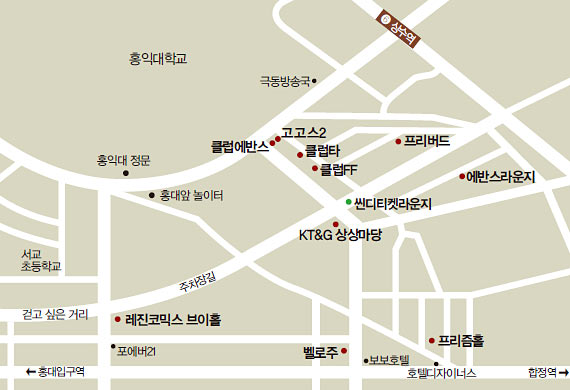 ⑥ 상수역
홍익대학교
극동방송국
고고스2
클럽에반스
클럽타
프리버드
홍익대 정문
클럽FF
에반스라운지
홍대앞 놀이터
씬디티켓라운지
KT&G 상상마당
서교
초등학교
주차장길
걷고 싶은 거리
레진코믹스 브이홀
프리즘홀
포에버21
벨로주
보보호텔
홍대입구역
호텔디자이너스
합정역